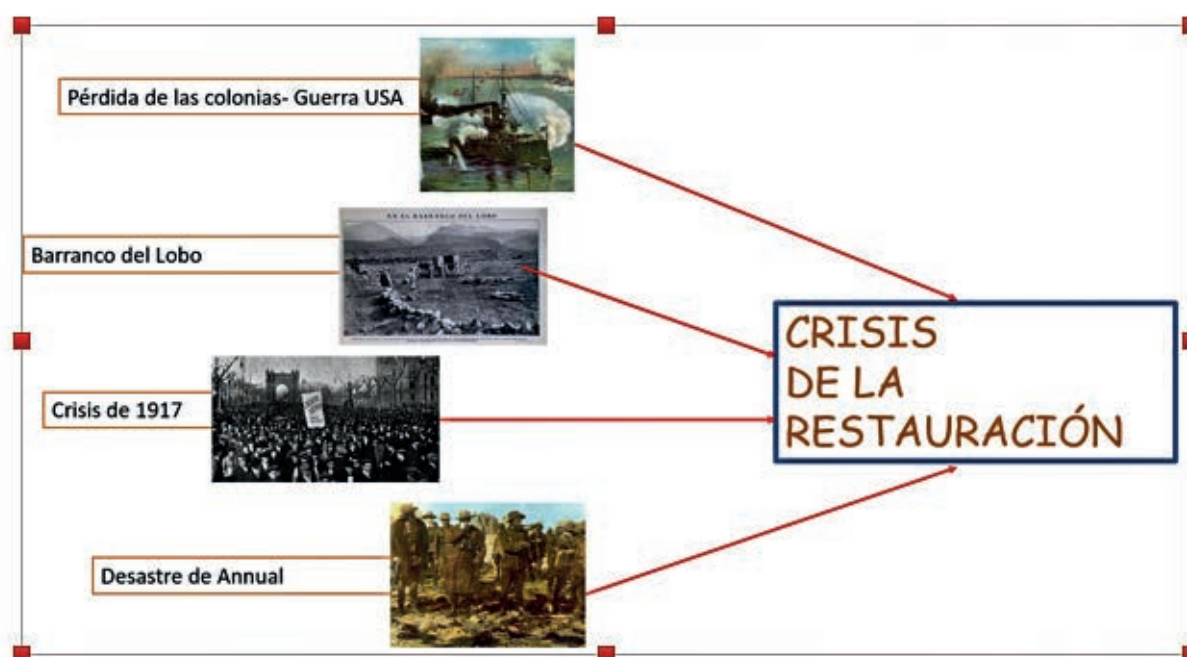 Pérdida de las colonias- Guerra USA
EN EL BARRANCO DEL LOBO
Barranco del Lobo
CRISIS
DE LA
RESTAURACIÓN
Crisis de 1917
Desastre de Annual